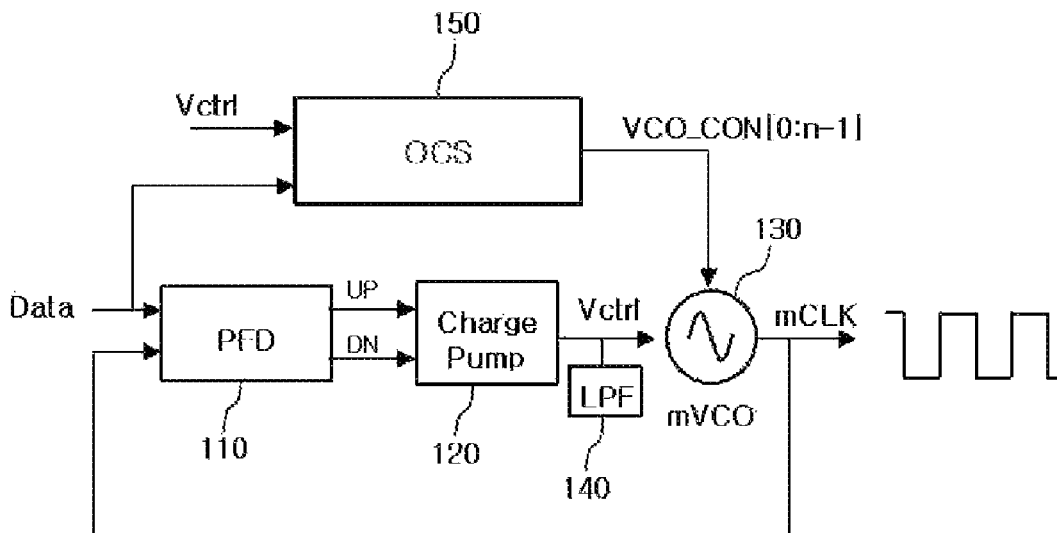 150
Vctrl
OCS
VCO_CON[0:n-1]
130
Data
PFD
UP
DN
Charge
Pump
Vctrl
mCLK
LPF
mVCO
110
120
140